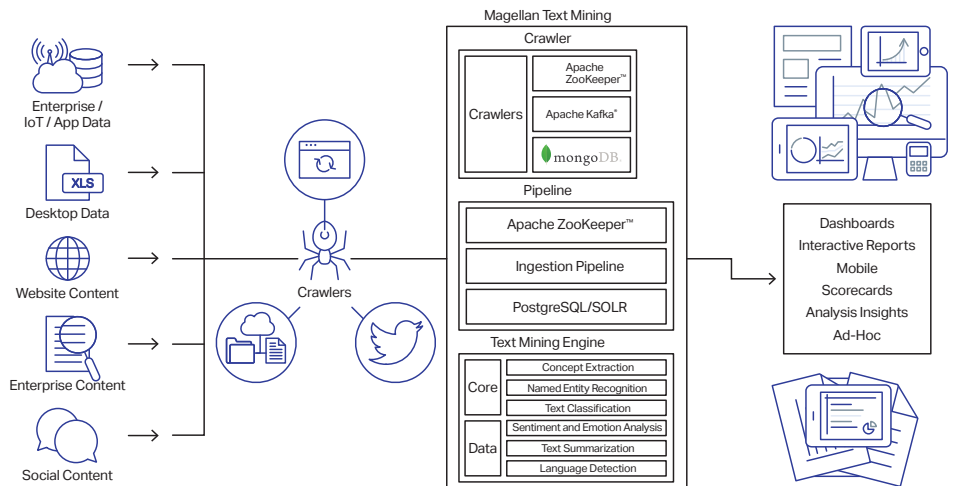 Enterprise /
IoT / App Data
XLS
Desktop Data
Website Content
Enterprise Content
Social Content
Crawlers
Magellan Text Mining
Crawler
Crawlers
Apache
ZooKeeper™
Apache Kafka®
mongoDB.
Pipeline
Apache ZooKeeper™
Ingestion Pipeline
PostgreSQL/SOLR
Text Mining Engine
Core
Concept Extraction
Named Entity Recognition
Text Classification
Data
Sentiment and Emotion Analysis
Text Summarization
Language Detection
Dashboards
Interactive Reports
Mobile
Scorecards
Analysis Insights
Ad-Hoc